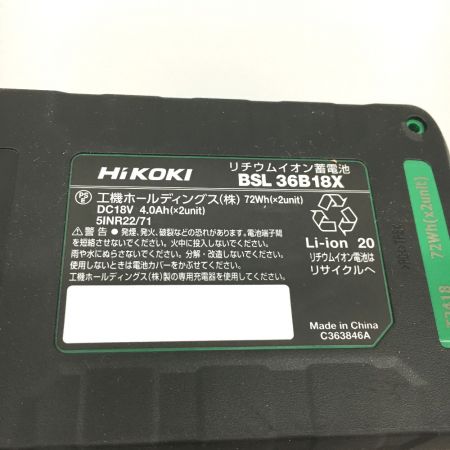 HiKOKI
リチウムイオン蓄電池
BSL 36B18X
PS E
工機ホールディングス(株) 72Wh(×2unit)
DC18V 4.0Ah(×2unit)
5INR22/71
警告 ●発煙、発火、破裂などの恐れがあります。電池端子間
を短絡させないでください。火中に投入しないでください。
雨や水にぬらさないでください。分解・改造しないでください。
使用しないときは電池カバーをかぶせてください。
工機ホールディングス(株)製の専用充電器を使用してください。
Li-ion 20
リチウムイオン電池は
リサイクルへ
Made in China
C363846A
72Wh(×2unit)